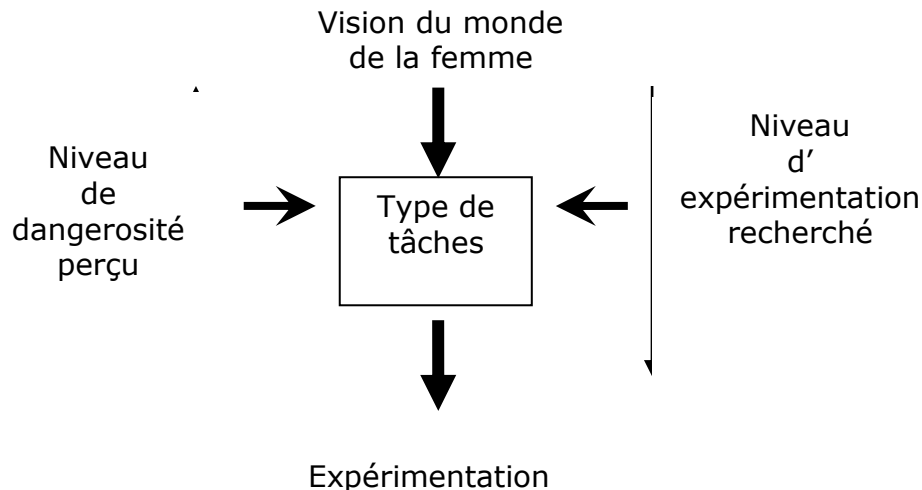 Vision du monde
de la femme
Niveau
de
dangerosité
perçu
Type de
tâches
Niveau
d’
expérimentation
recherché
Expérimentation